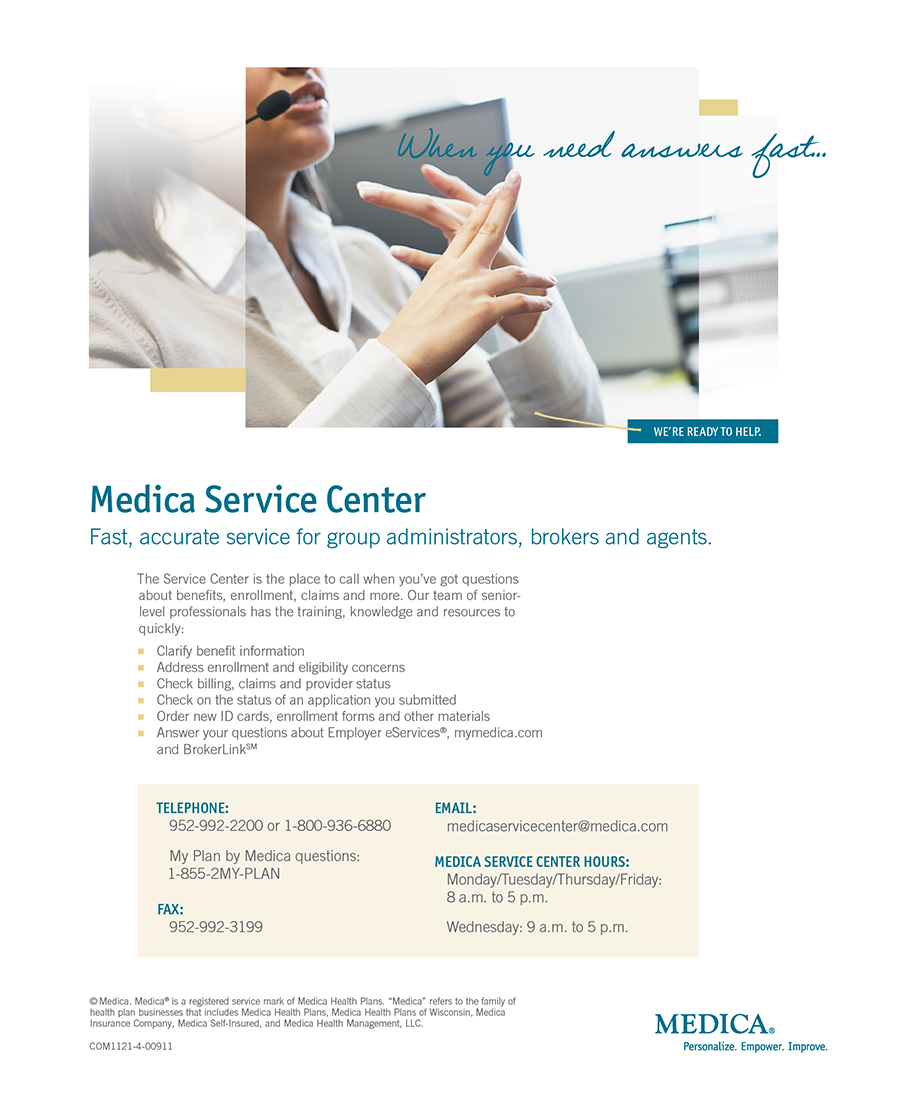 When you need answers fast...
WE'RE READY TO HELP.
Medica Service Center
Fast, accurate service for group administrators, brokers and agents.
The Service Center is the place to call when you've got questions
about benefits, enrollment, claims and more. Our team of senior-
level professionals has the training, knowledge and resources to
quickly:
■ Clarify benefit information
■ Address enrollment and eligibility concerns
■ Check billing, claims and provider status
■ Check on the status of an application you submitted
■ Order new ID cards, enrollment forms and other materials
■ Answer your questions about Employer eServices®, mymedica.com
and BrokerLink℠
TELEPHONE:
952-992-2200 or 1-800-936-6880
My Plan by Medica questions:
1-855-2MY-PLAN
FAX:
952-992-3199
EMAIL:
medicaservicecenter@medica.com
MEDICA SERVICE CENTER HOURS:
Monday/Tuesday/Thursday/Friday:
8 a.m. to 5 p.m.
Wednesday: 9 a.m. to 5 p.m.
© Medica. Medica® is a registered service mark of Medica Health Plans. “Medica” refers to the family of
health plan businesses that includes Medica Health Plans, Medica Health Plans of Wisconsin, Medica
Insurance Company, Medica Self-Insured, and Medica Health Management, LLC.
COM1121-4-00911
MEDICA®
Personalize. Empower. Improve.